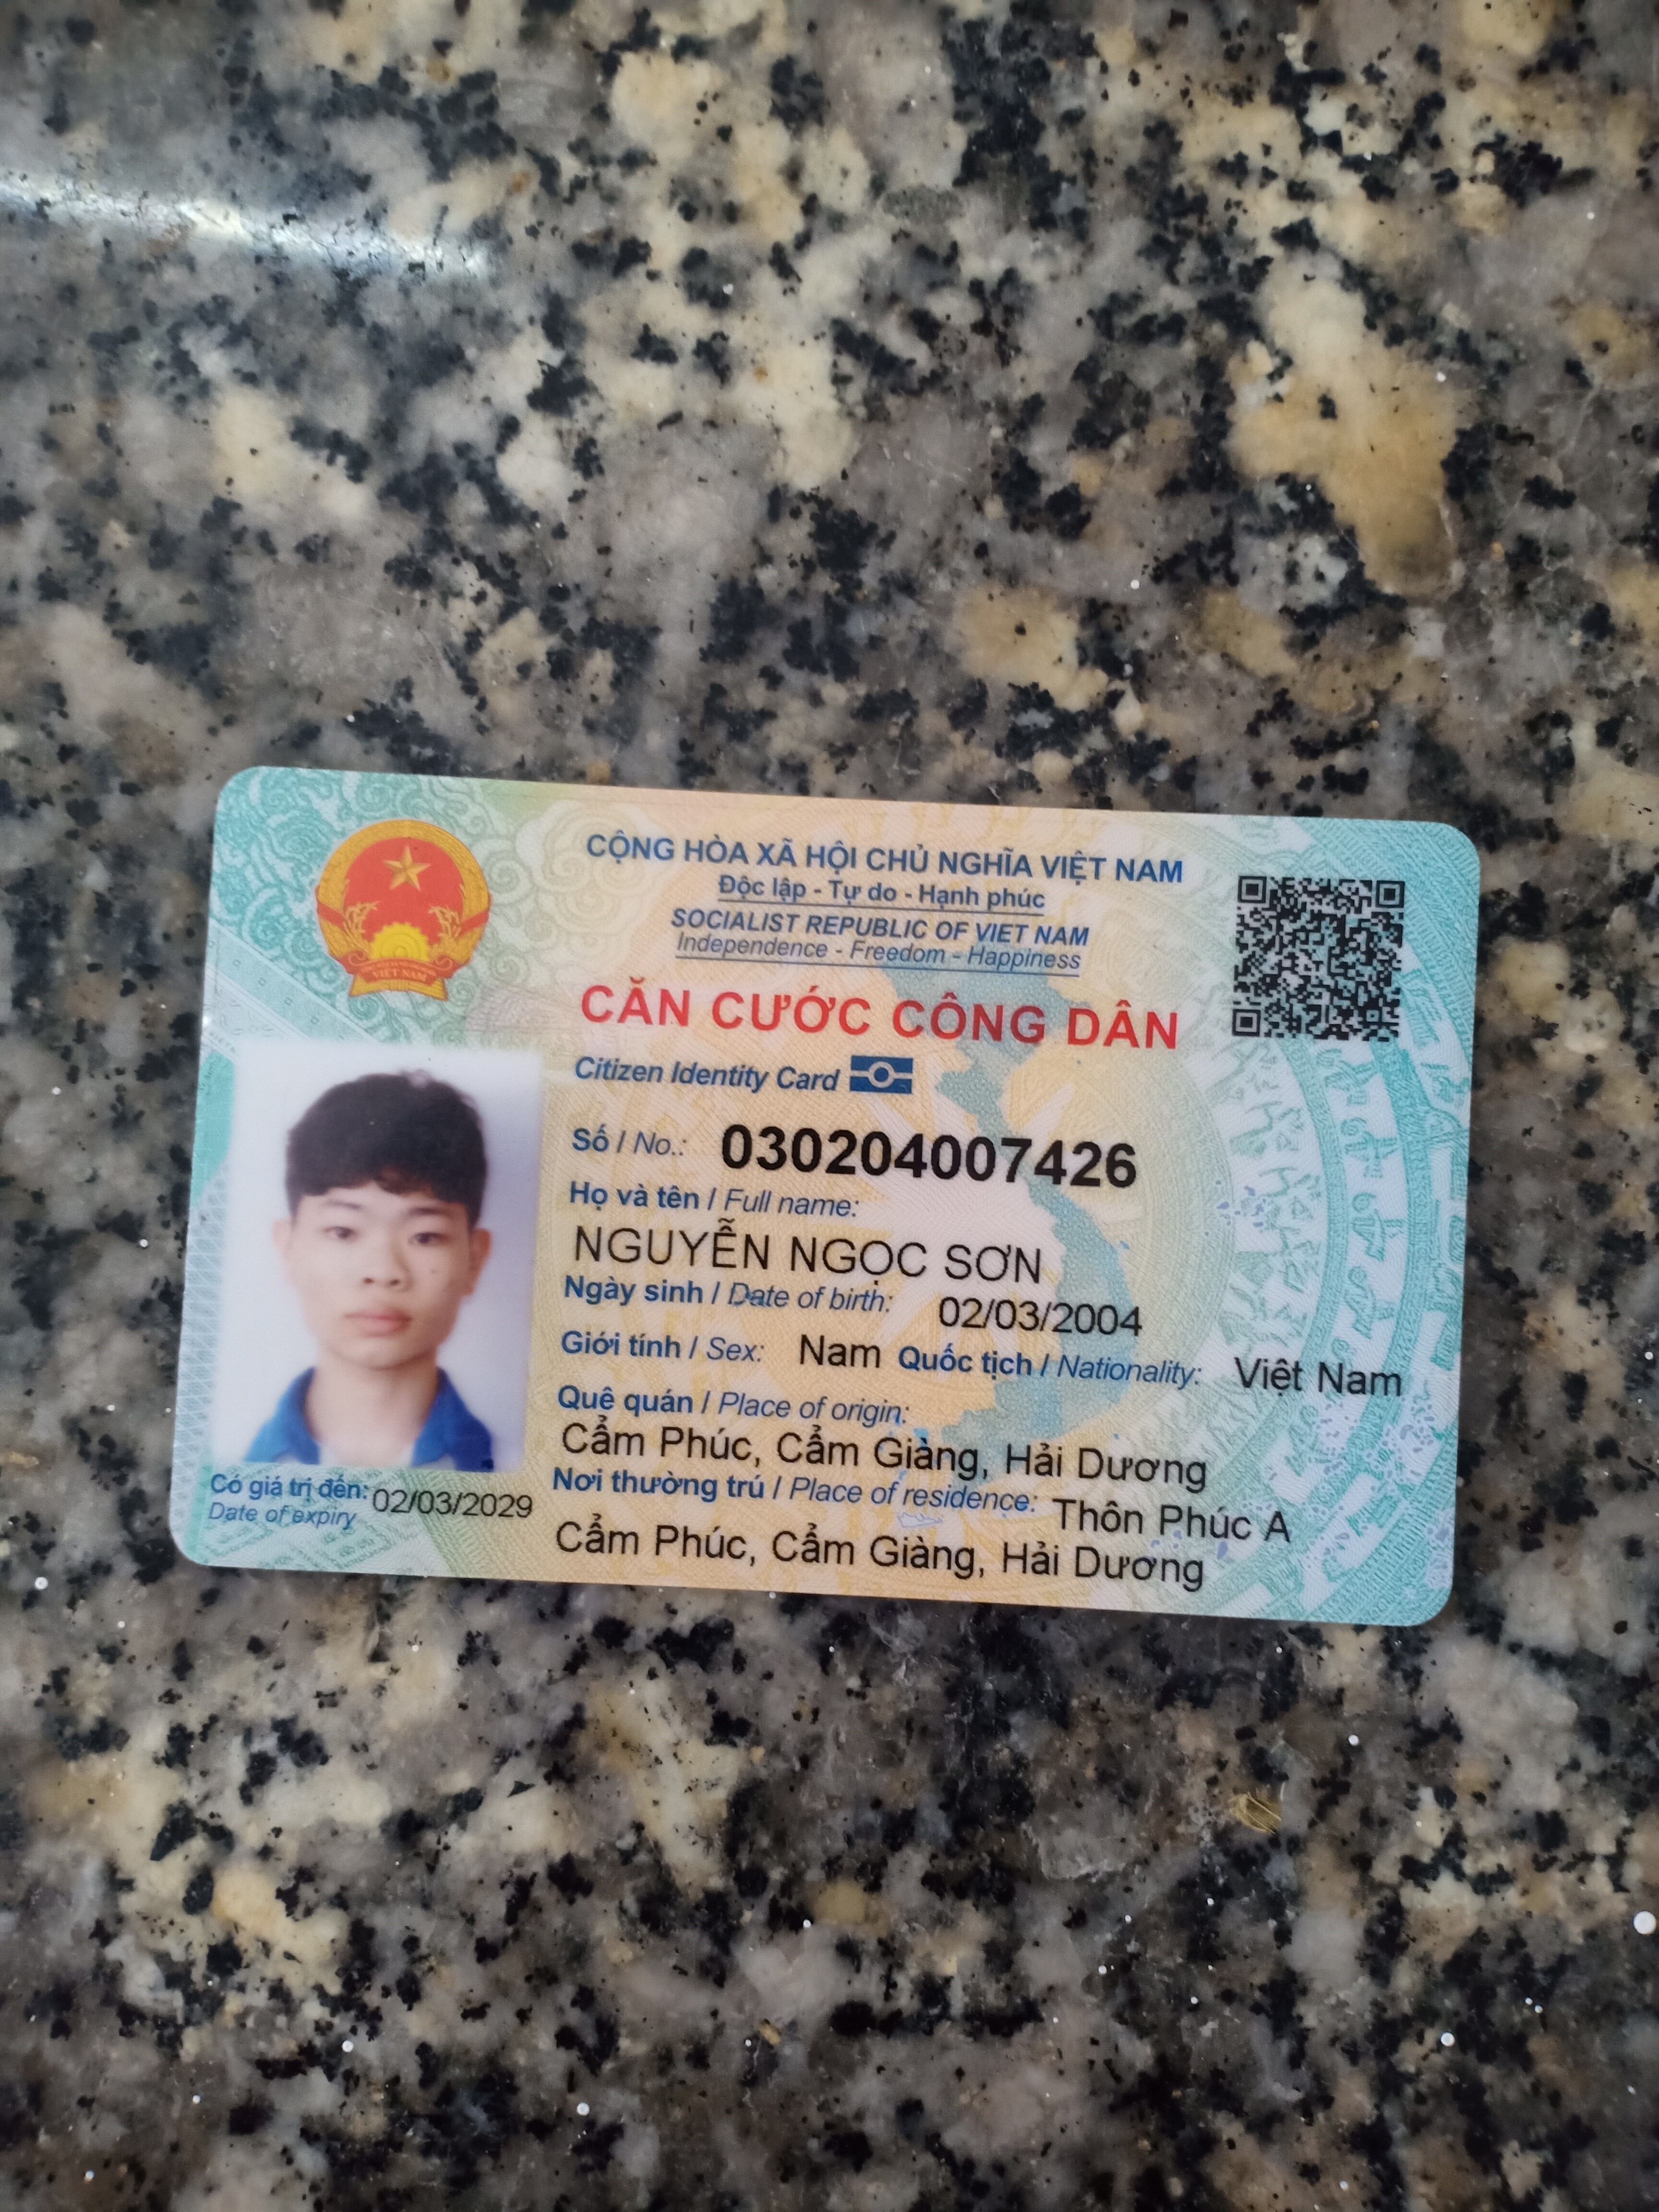 CỘNG HÒA XÃ HỘI CHỦ NGHĨA VIỆT NAM
Độc lập - Tự do - Hạnh phúc
SOCIALIST REPUBLIC OF VIET NAM
Independence - Freedom - Happiness
CĂN CƯỚC CÔNG DÂN
Citizen Identity Card
Số / No.: 030204007426
Họ và tên / Full name:
NGUYỄN NGỌC SƠN
Ngày sinh / Date of birth: 02/03/2004
Giới tính / Sex: Nam Quốc tịch / Nationality: Việt Nam
Quê quán / Place of origin:
Cẩm Phúc, Cẩm Giàng, Hải Dương
Nơi thường trú / Place of residence: Thôn Phúc A
Cẩm Phúc, Cẩm Giàng, Hải Dương
Có giá trị đến: 02/03/2029
Date of expiry
VIỆT NAM